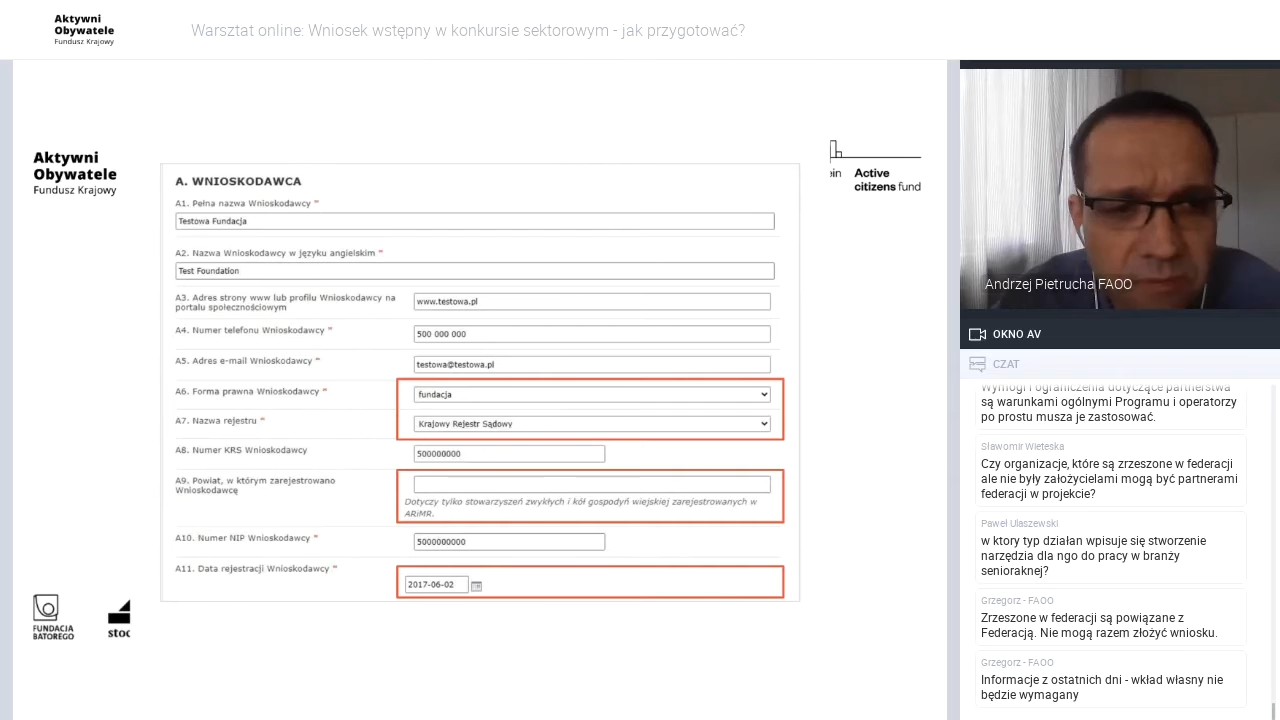 Aktywni
Obywatele
Fundusz Krajowy
Warsztat online: Wniosek wstępny w konkursie sektorowym - jak przygotować?
Aktywni
Obywatele
Fundusz Krajowy
ein
Active
citizens fund
A. WNIOSKODAWCA
A1. Pełna nazwa Wnioskodawcy *
Testowa Fundacja
A2. Nazwa Wnioskodawcy w języku angielskim *
Test Foundation
A3. Adres strony www lub profilu Wnioskodawcy na
portalu społecznościowym
www.testowa.pl
A4. Numer telefonu Wnioskodawcy *
500 000 000
A5. Adres e-mail Wnioskodawcy *
testowa@testowa.pl
A6. Forma prawna Wnioskodawcy *
fundacja
A7. Nazwa rejestru *
Krajowy Rejestr Sądowy
A8. Numer KRS Wnioskodawcy
500000000
A9. Powiat, w którym zarejestrowano
Wnioskodawcę
Dotyczy tylko stowarzyszeń zwykłych i kół gospodyń wiejskiej zarejestrowanych w
ARiMR.
A10. Numer NIP Wnioskodawcy *
5000000000
A11. Data rejestracji Wnioskodawcy *
2017-06-02
FUNDACJA
BATOREGO
stoc
Andrzej Pietrucha FAOO
OKNO AV
CZAT
Wymogi i ograniczenia dotyczące partnerstwa
są warunkami ogólnymi Programu i operatorzy
po prostu musza je zastosować.
Sławomir Wieteska
Czy organizacje, które są zrzeszone w federacji
ale nie były założycielami mogą być partnerami
federacji w projekcie?
Paweł Ulaszewski
w ktory typ działan wpisuje się stworzenie
narzędzia dla ngo do pracy w branży
senioraknej?
Grzegorz - FAOO
Zrzeszone w federacji są powiązane z
Federacją. Nie mogą razem złożyć wniosku.
Grzegorz - FAOO
Informacje z ostatnich dni - wkład własny nie
będzie wymagany